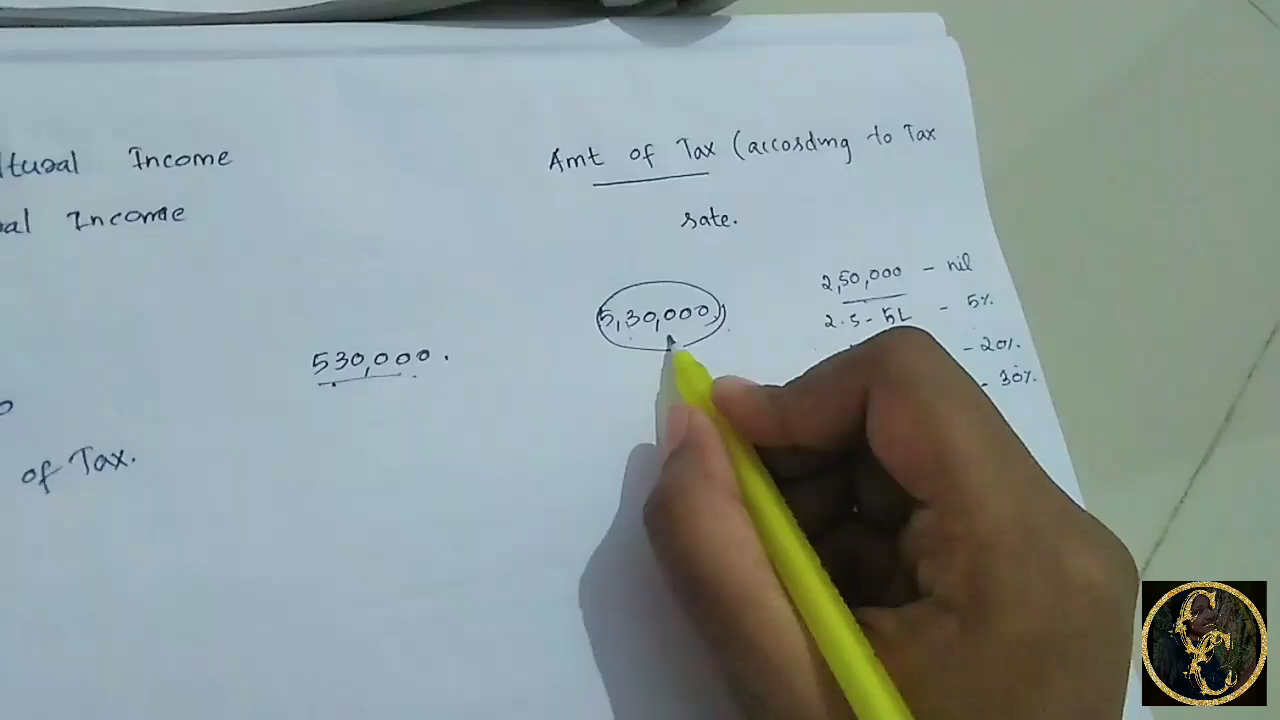 ltural Income
al Income
Amt of Tax (according to Tax
rate.
2,50,000 - nil
2.5 - 5L - 5%
- 20%
- 30%
5,30,000
530,000.
of Tax.